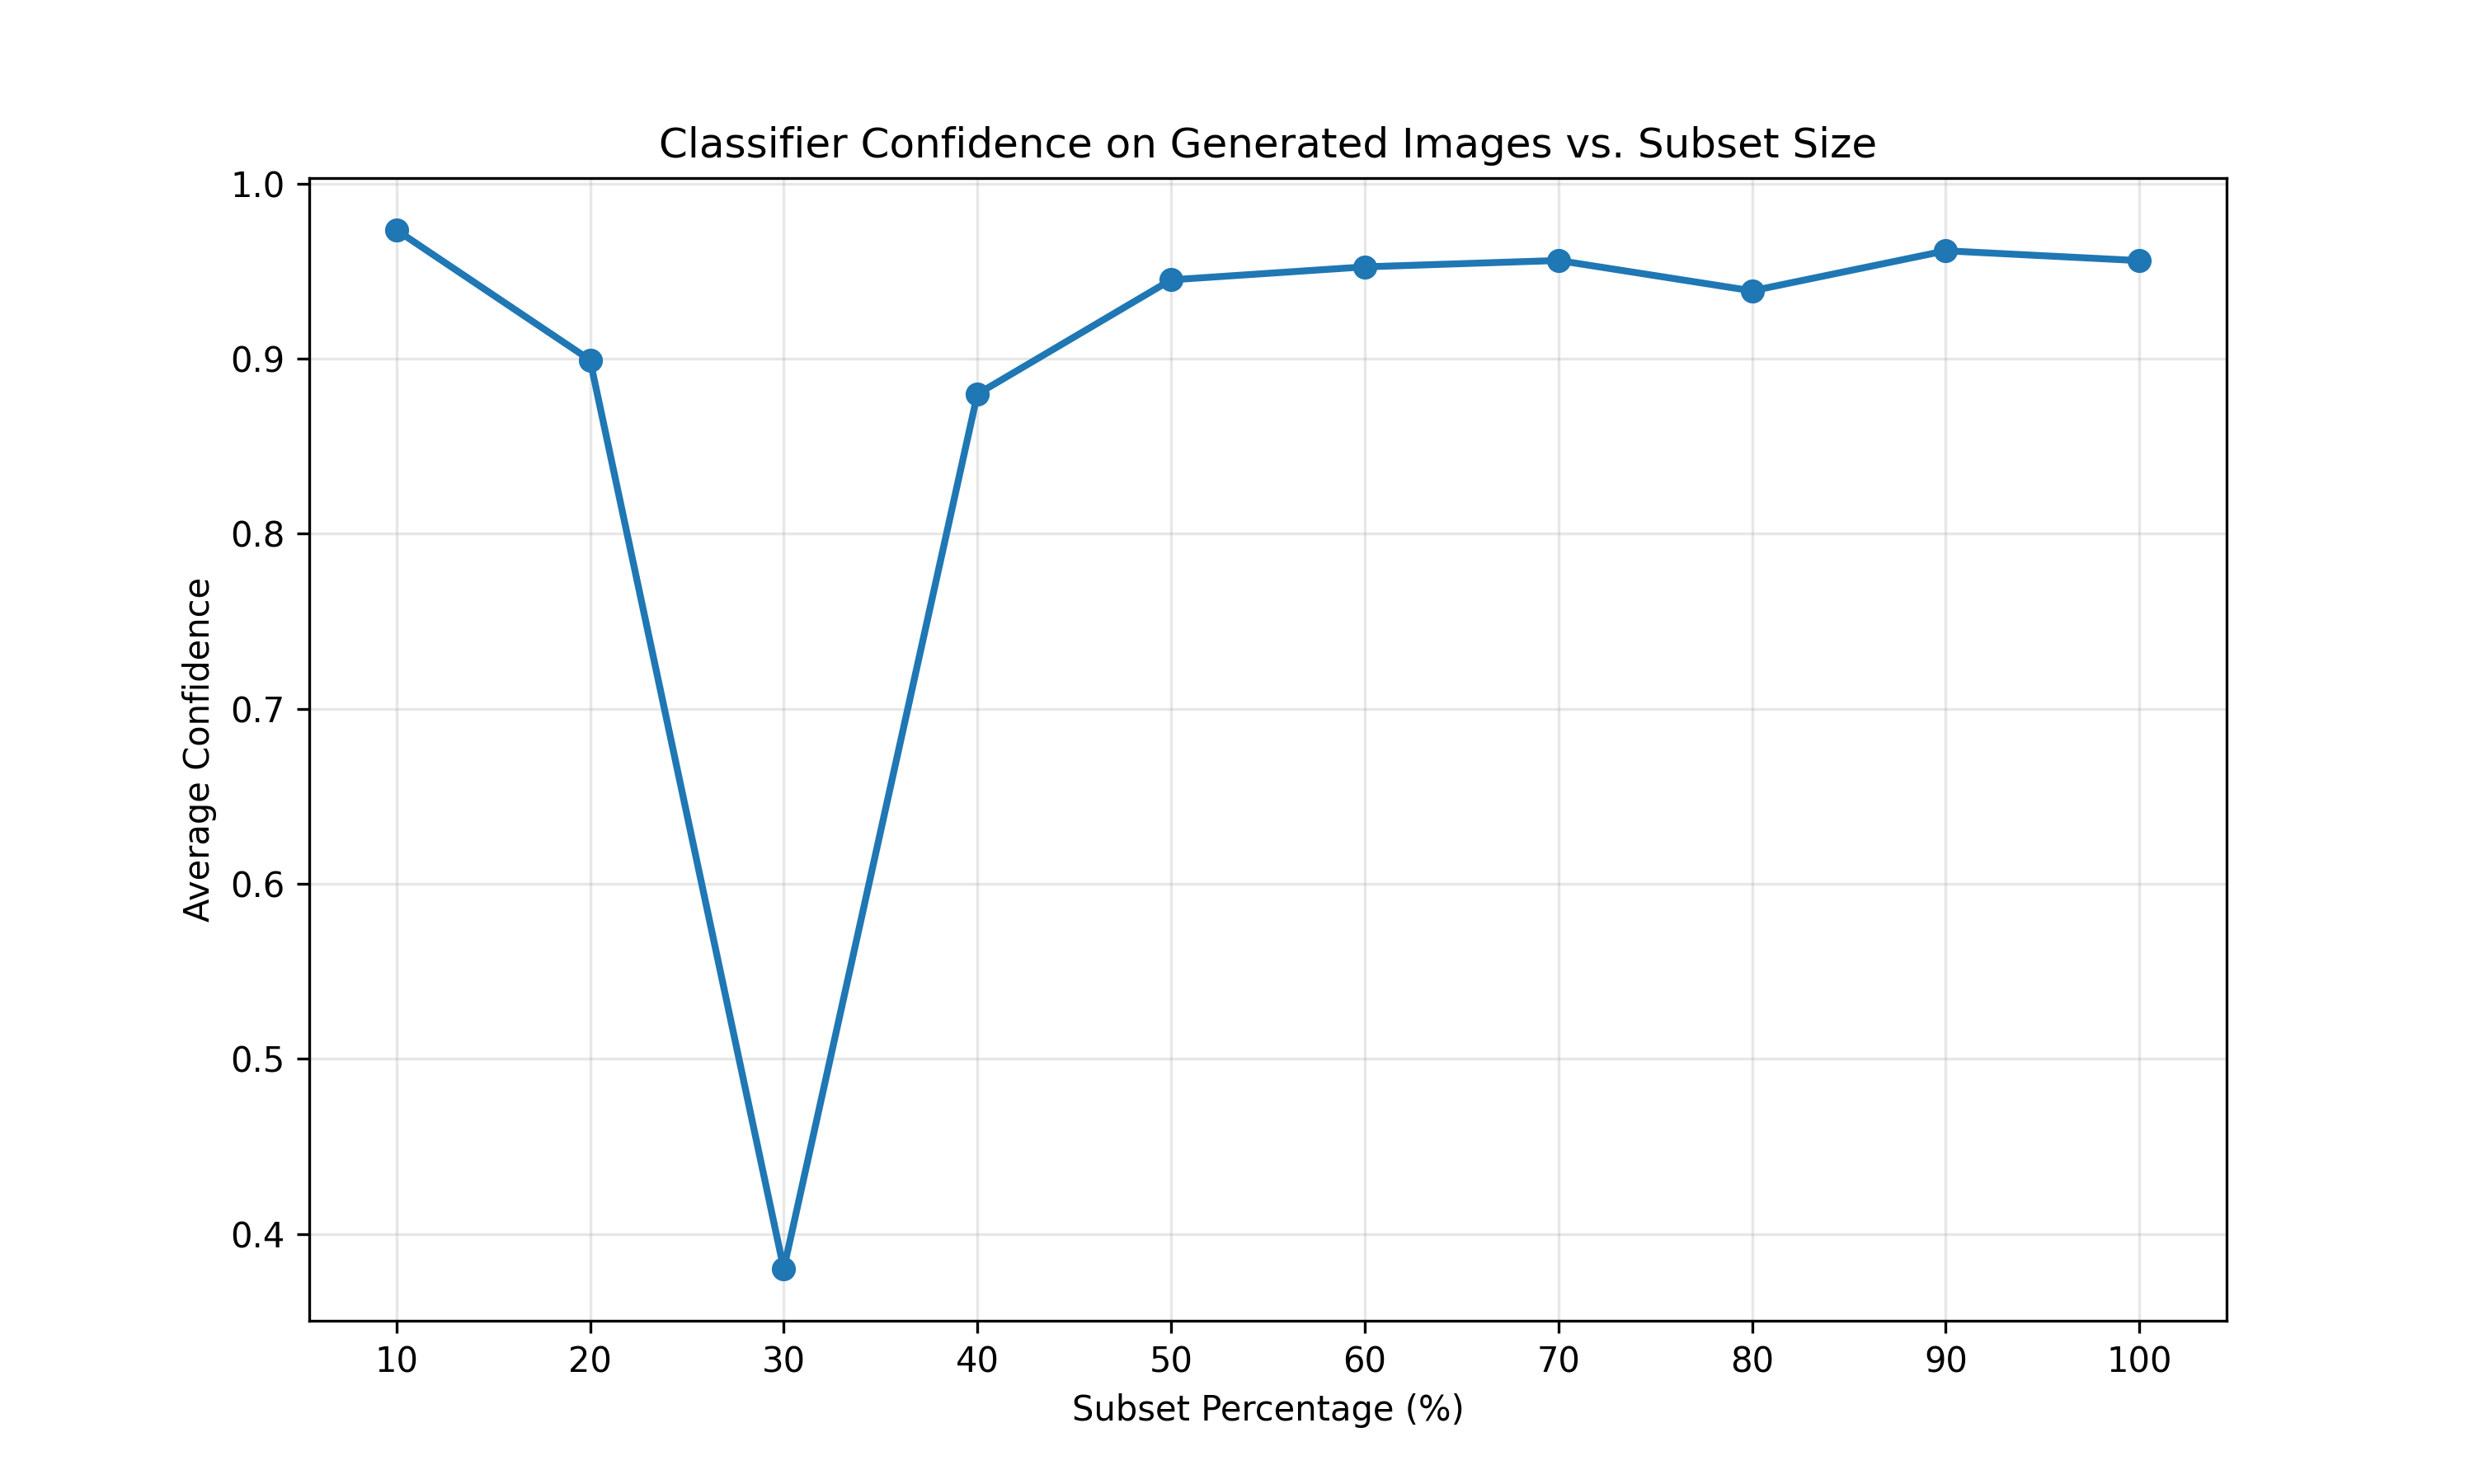 Classifier Confidence on Generated Images vs. Subset Size
1.0
0.9
0.8
0.7
0.6
0.5
0.4
Average Confidence
10 20 30 40 50 60 70 80 90 100
Subset Percentage (%)